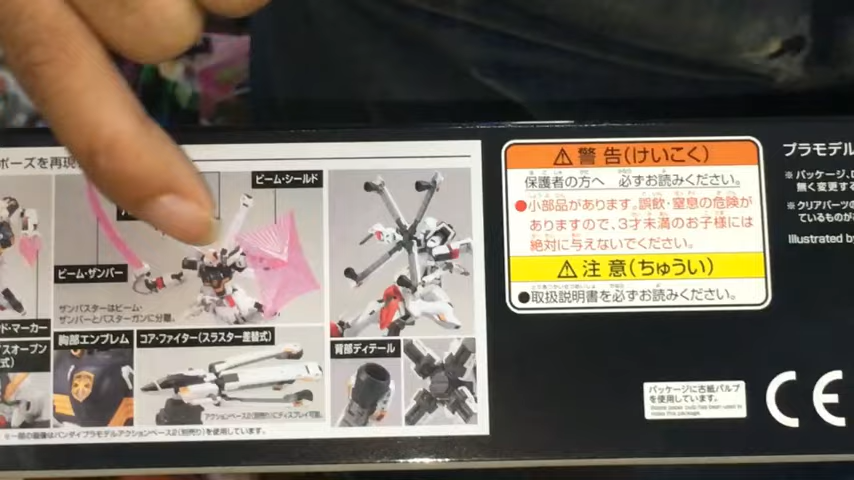 ポーズを再現
ビーム・シールド
ビーム・ザンバー
ザンバスターはビーム・
ザンバーとバスターガンに分離。
ド・マーカー
スオープン
式)
胸部エンブレム
コア・ファイター(スラスター差替式)
アクションベース2(別売り)にディスプレイ可能。
背部ディテール
※一部の画像はバンダイプラモデルアクションベース2(別売り)を使用しています。
警告(けいこく)
保護者の方へ 必ずお読みください。
●小部品があります。誤飲・窒息の危険が
ありますので、3才未満のお子様には
絶対に与えないでください。
注意(ちゅうい)
●取扱説明書を必ずお読みください。
パッケージに古紙パルプ
を使用しています。
CE
プラモデル
※パッケージ、
無く変更する
※クリアパーツの
ているものが
Illustrated by